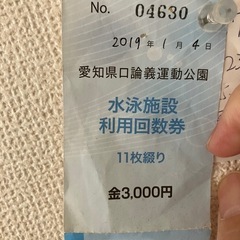 No. 04630
2019年1月4日
愛知県口論義運動公園
水泳施設
利用回数券
11枚綴り
金3,000円